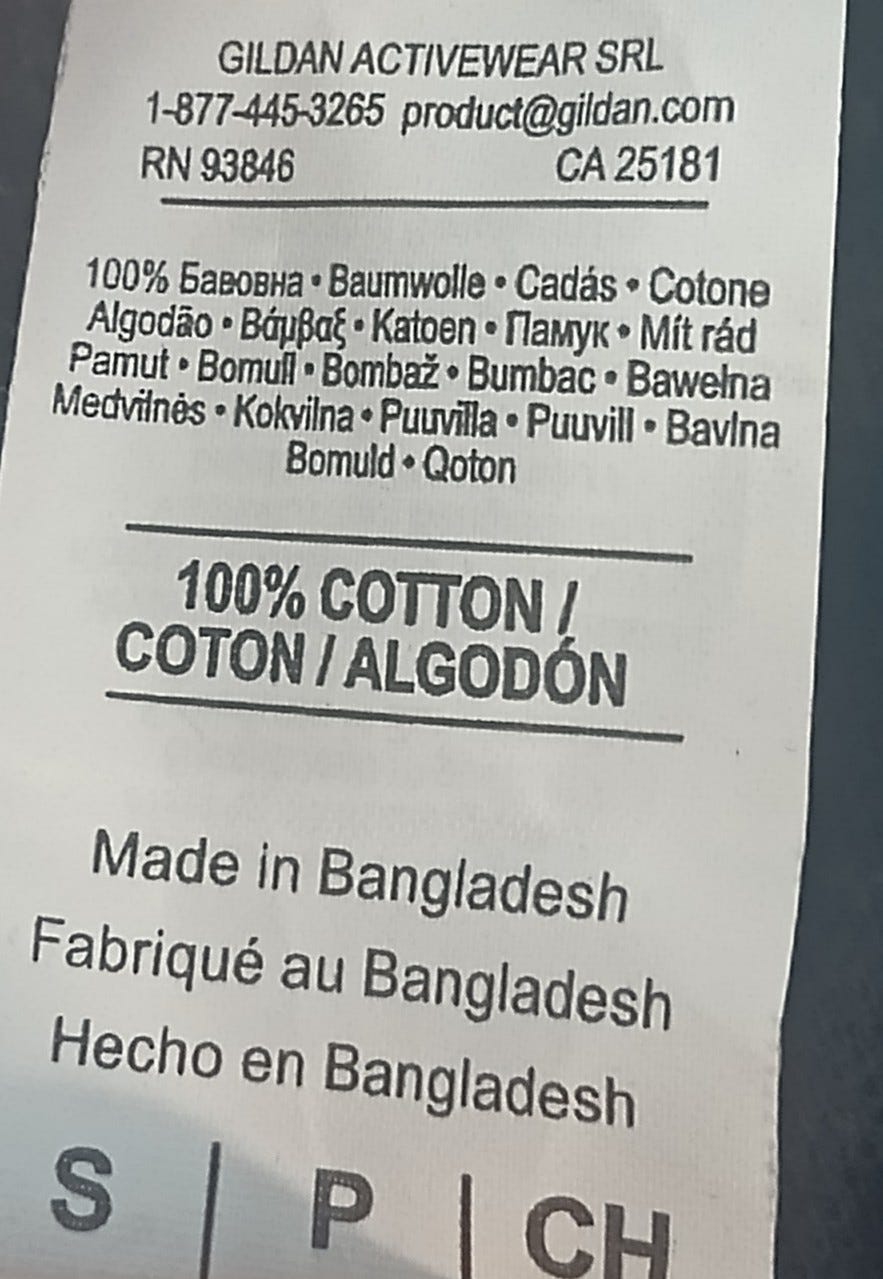 GILDAN ACTIVEWEAR SRL
1-877-445-3265 product@gildan.com
RN 93846 CA 25181
100% Бавовна • Baumwolle • Cadás • Cotone
Algodão • Βάμβαξ • Katoen • Памук • Mít rád
Pamut • Bomull • Bombaž • Bumbac • Bawełna
Medvilnės • Kokvilna • Puuvilla • Puuvill • Bavlna
Bomuld • Qoton
100% COTTON /
COTON / ALGODÓN
Made in Bangladesh
Fabriqué au Bangladesh
Hecho en Bangladesh
S | P | CH